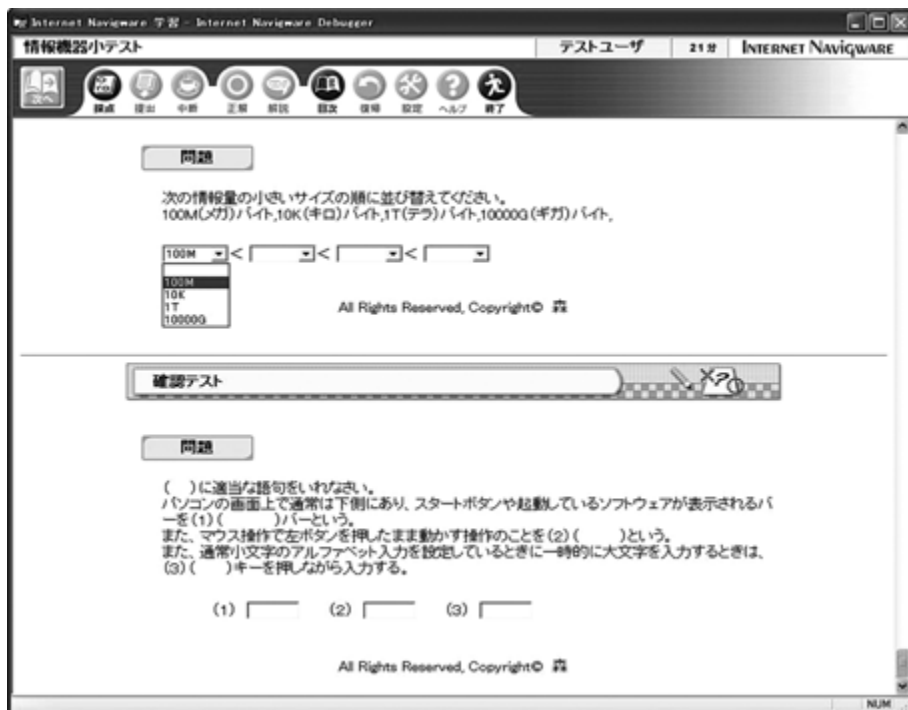 Internet Navigware 学習 - Internet Navigware Debugger
情報機器小テスト テストユーザ 21分 INTERNET NAVIGWARE
次へ 採点 提出 中断 正解 解説 目次 復帰 設定 ヘルプ 終了
問題
次の情報量の小さいサイズの順に並び替えてください。
100M(メガ)バイト,10K(キロ)バイト,1T(テラ)バイト,10000G(ギガ)バイト,
100M < < <
100M
10K
1T
10000G
All Rights Reserved, Copyright© 森
確認テスト
問題
( )に適当な語句をいれなさい。
パソコンの画面上で通常は下側にあり、スタートボタンや起動しているソフトウェアが表示されるバ
ーを(1)( )バーという。
また、マウス操作で左ボタンを押したまま動かす操作のことを(2)( )という。
また、通常小文字のアルファベット入力を設定しているときに一時的に大文字を入力するときは、
(3)( )キーを押しながら入力する。
(1) (2) (3)
All Rights Reserved, Copyright© 森
NUM